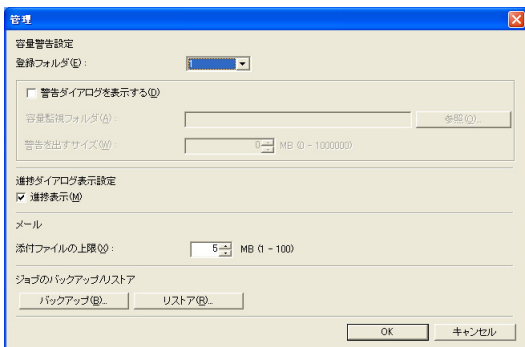 管理
容量警告設定
登録フォルダ(E): 1
警告ダイアログを表示する(D)
容量監視フォルダ(A): 参照(O)...
警告を出すサイズ(W): 0 MB (0 - 1000000)
進捗ダイアログ表示設定
進捗表示(M)
メール
添付ファイルの上限(X): 5 MB (1 - 100)
ジョブのバックアップ/リストア
バックアップ(B)... リストア(R)...
OK キャンセル